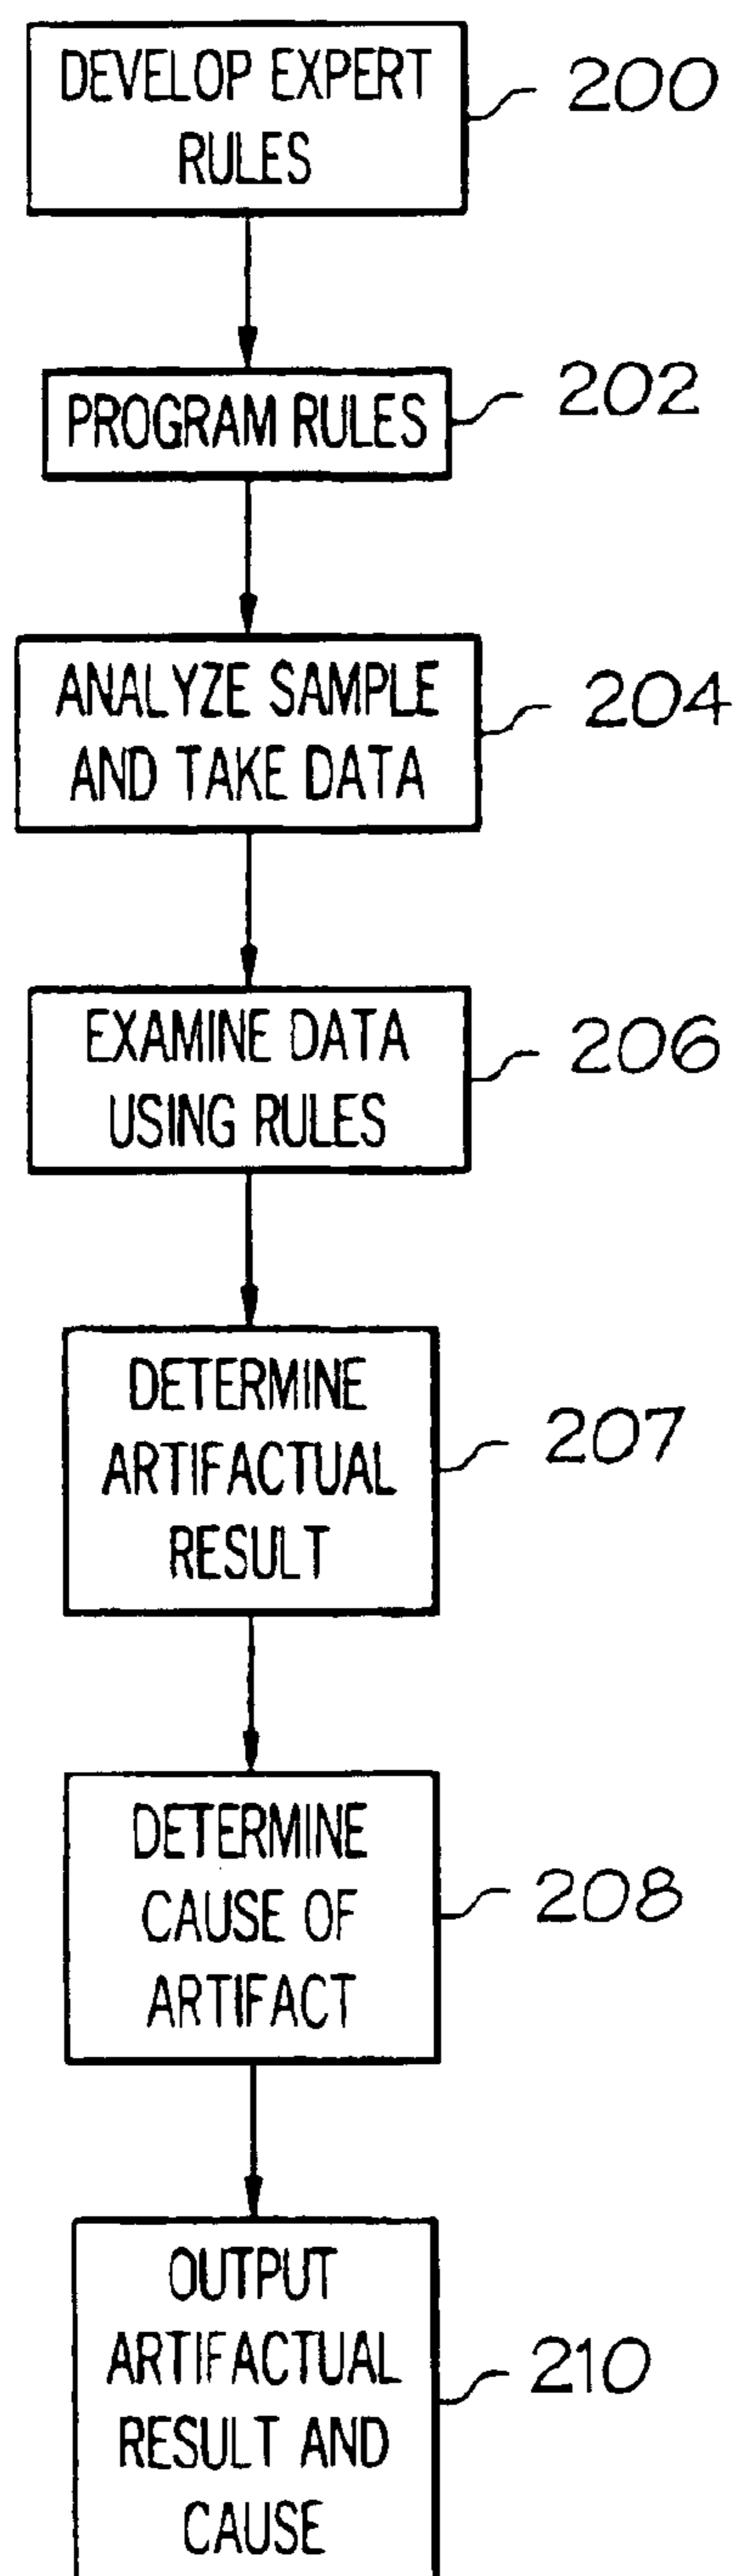 DEVELOP EXPERT
RULES
200
PROGRAM RULES
202
ANALYZE SAMPLE
AND TAKE DATA
204
EXAMINE DATA
USING RULES
206
DETERMINE
ARTIFACTUAL
RESULT
207
DETERMINE
CAUSE OF
ARTIFACT
208
OUTPUT
ARTIFACTUAL
RESULT AND
CAUSE
210